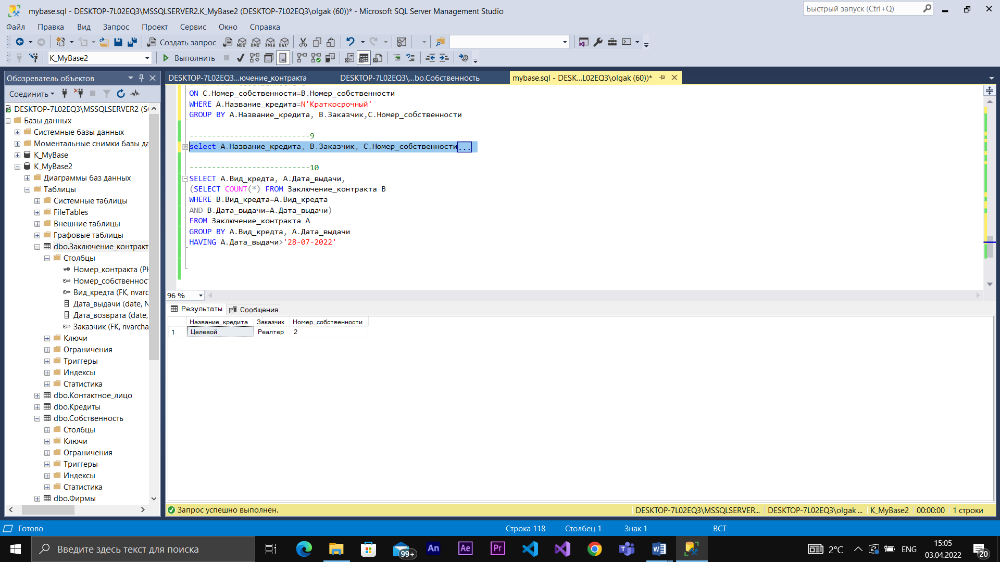 mybase.sql - DESKTOP-7L02EQ3\MSSQLSERVER2.K_MyBase2 (DESKTOP-7L02EQ3\olgak (60))* - Microsoft SQL Server Management Studio
Быстрый запуск (Ctrl+Q)
Файл Правка Вид Запрос Проект Сервис Окно Справка
Создать запрос MDX DMX XMLA DAX
K_MyBase2 Выполнить
Обозреватель объектов
DESKTOP-7L02EQ3...ючение_контракта DESKTOP-7L02EQ3\...bo.Собственность mybase.sql - DESK...L02EQ3\olgak (60))*
Соединить
DESKTOP-7L02EQ3\MSSQLSERVER2 (S
Базы данных
Системные базы данных
Моментальные снимки базы да
K_MyBase
K_MyBase2
Диаграммы баз данных
Таблицы
Системные таблицы
FileTables
Внешние таблицы
Графовые таблицы
dbo.Заключение_контракт
Столбцы
Номер_контракта (PK
Номер_собственност
Вид_кредта (FK, nvarc
Дата_выдачи (date, N
Дата_возврата (date,
Заказчик (FK, nvarcha
Ключи
Ограничения
Триггеры
Индексы
Статистика
dbo.Контактное_лицо
dbo.Кредиты
dbo.Собственность
Столбцы
Ключи
Ограничения
Триггеры
Индексы
Статистика
dbo.Фирмы
ON C.Номер_собственности=B.Номер_собственности
WHERE A.Название_кредита=N'Краткосрочный'
GROUP BY A.Название_кредита, B.Заказчик,C.Номер_собственности
---------------------------9
select A.Название_кредита, B.Заказчик, C.Номер_собственности...
---------------------------10
SELECT A.Вид_кредта, A.Дата_выдачи,
(SELECT COUNT(*) FROM Заключение_контракта B
WHERE B.Вид_кредта=A.Вид_кредта
AND B.Дата_выдачи=A.Дата_выдачи)
FROM Заключение_контракта A
GROUP BY A.Вид_кредта, A.Дата_выдачи
HAVING A.Дата_выдачи>'28-07-2022'
96 %
Результаты Сообщения
Название_кредита Заказчик Номер_собственности
1 Целевой Реалтер 2
Запрос успешно выполнен. DESKTOP-7L02EQ3\MSSQLSERVER... DESKTOP-7L02EQ3\olgak ... K_MyBase2 00:00:00 1 строки
Готово Строка 118 Столбец 1 Знак 1 ВСТ
Введите здесь текст для поиска 99+ An Ae Pr 2°C ENG 15:05
03.04.2022 20